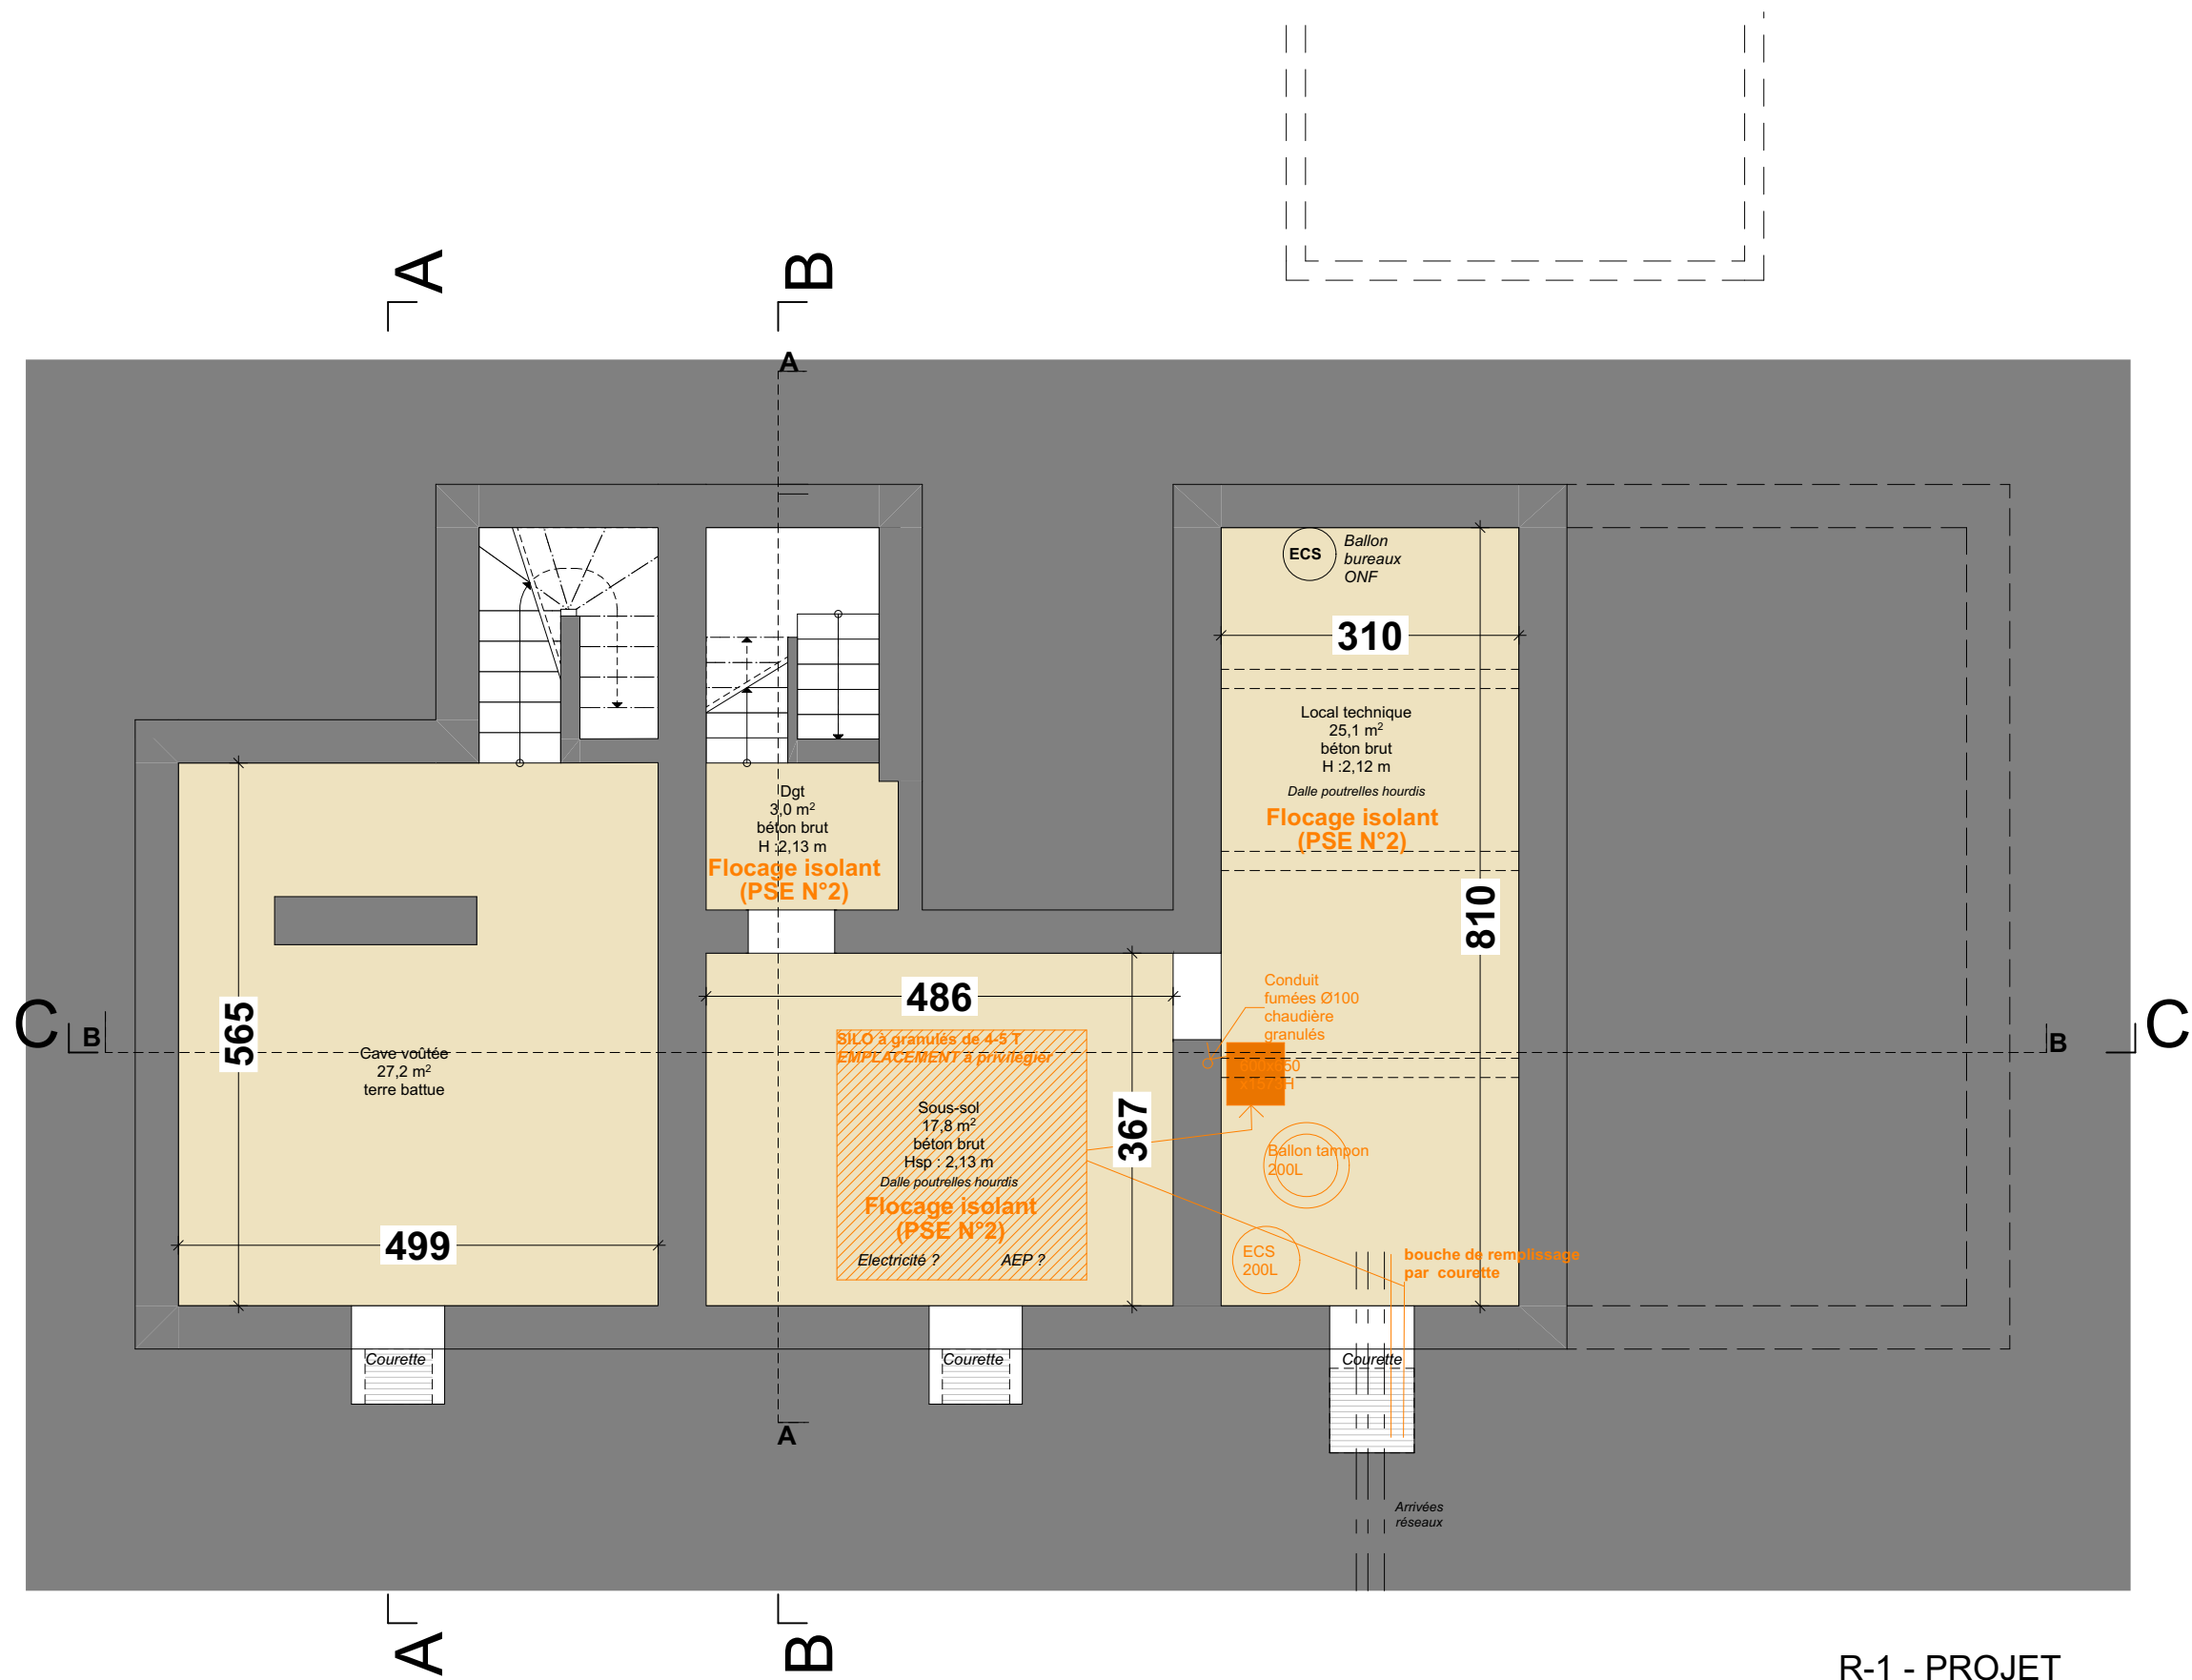 A
B
A
ECS
Ballon
bureaux
ONF
310
Local technique
25,1 m²
béton brut
H :2,12 m
Dalle poutrelles hourdis
Flocage isolant
(PSE N°2)
Dgt
3,0 m²
béton brut
H :2,13 m
Flocage isolant
(PSE N°2)
810
Conduit
fumées Ø100
chaudière
granulés
486
C
B
565
Cave voûtée
27,2 m²
terre battue
SILO à granulés de 4-5 T
EMPLACEMENT à privilégier
B
C
Sous-sol
17,8 m²
béton brut
Hsp : 2,13 m
Dalle poutrelles hourdis
Flocage isolant
(PSE N°2)
Electricité ?
AEP ?
367
Ballon tampon
200L
ECS
200L
bouche de remplissage
par courette
499
Courette
Courette
Courette
A
Arrivées
réseaux
A
B
R-1 - PROJET